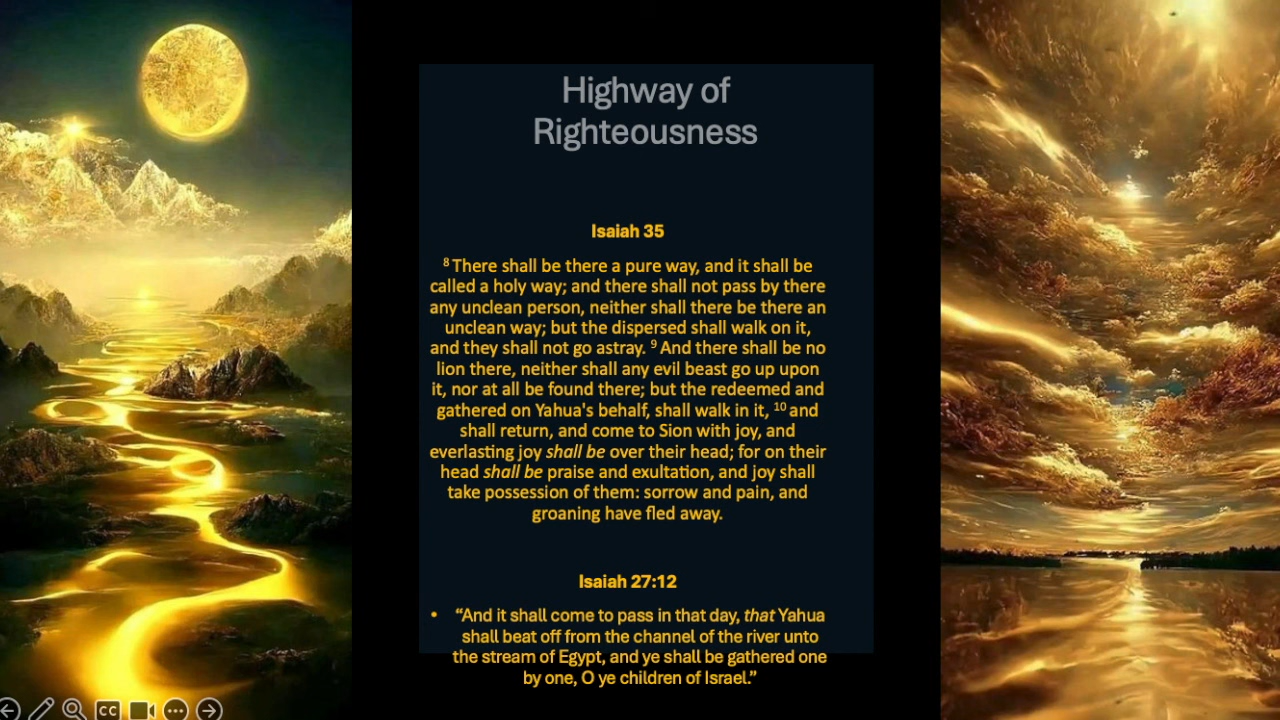 Highway of
Righteousness
Isaiah 35
8 There shall be there a pure way, and it shall be
called a holy way; and there shall not pass by there
any unclean person, neither shall there be there an
unclean way; but the dispersed shall walk on it,
and they shall not go astray. 9 And there shall be no
lion there, neither shall any evil beast go up upon
it, nor at all be found there; but the redeemed and
gathered on Yahua's behalf, shall walk in it, 10 and
shall return, and come to Sion with joy, and
everlasting joy shall be over their head; for on their
head shall be praise and exultation, and joy shall
take possession of them: sorrow and pain, and
groaning have fled away.
Isaiah 27:12
• “And it shall come to pass in that day, that Yahua
shall beat off from the channel of the river unto
the stream of Egypt, and ye shall be gathered one
by one, O ye children of Israel.”
CC